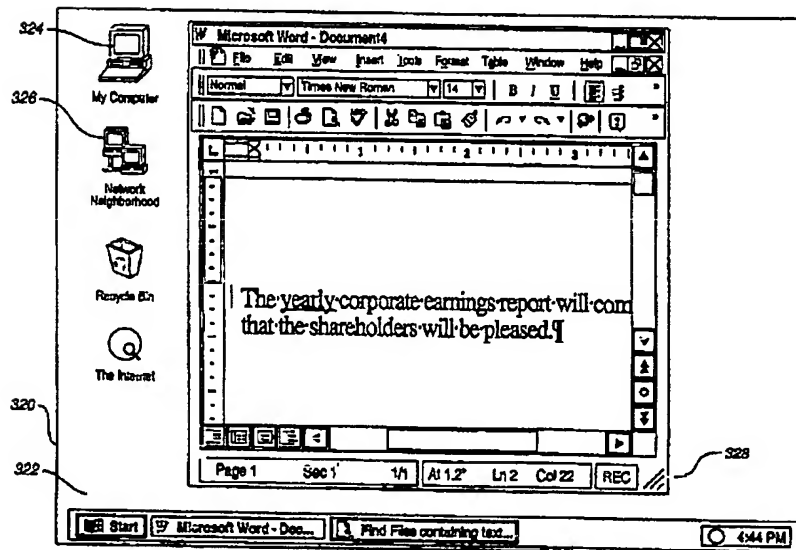 324
My Computer
326
Network
Neighborhood
Recycle Bin
The Internet
320
322
Microsoft Word - Document4
File Edit View Insert Tools Format Table Window Help
Normal Times New Roman 14 B I U
1 2 3
The yearly corporate earnings report will com
that the shareholders will be pleased.¶
Page 1 Sec 1 1/1 At 1.2" Ln 2 Col 22 REC
328
Start Microsoft Word - Doc... Find Files containing text... 4:44 PM